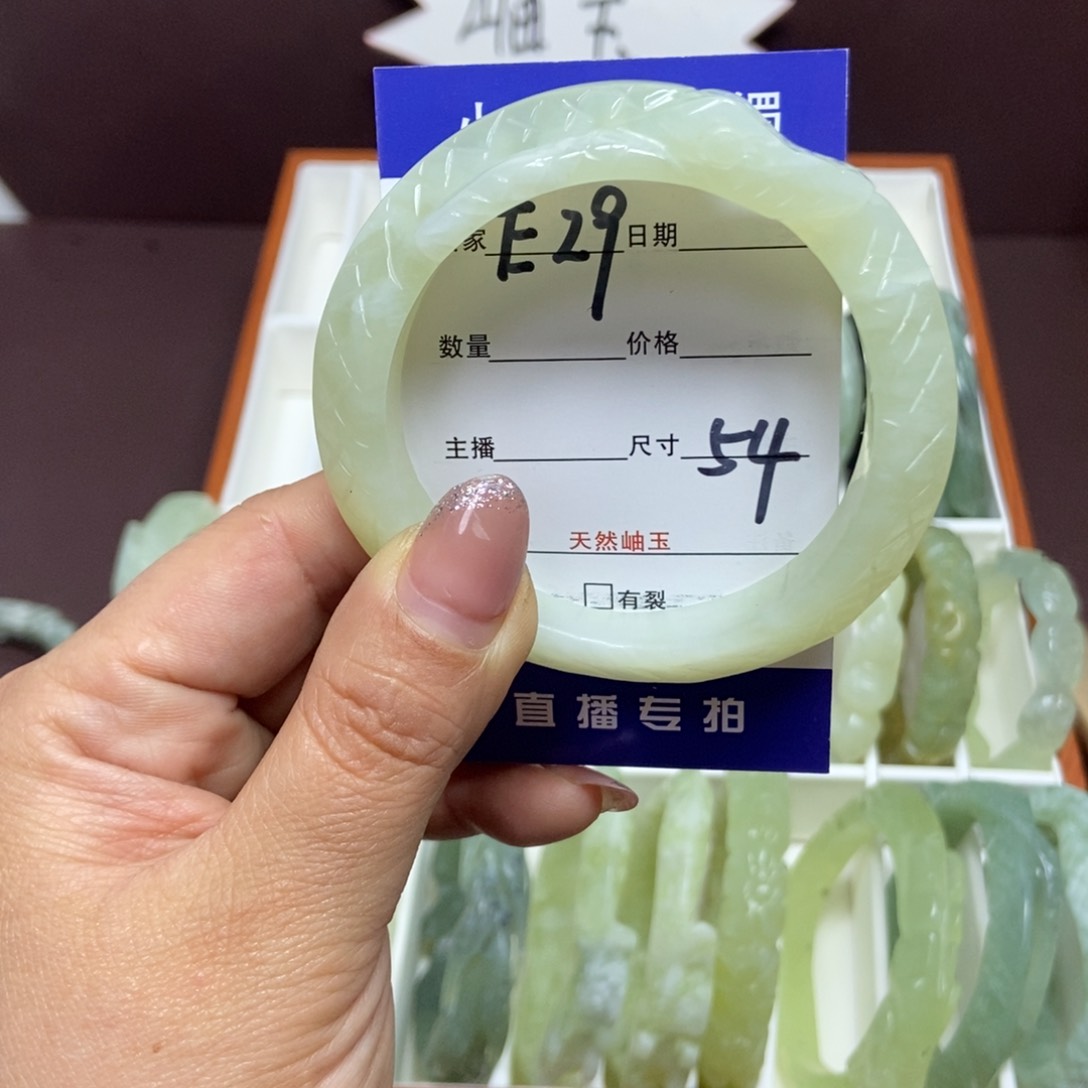 岫玉
家 E29 日期
数量 价格
主播 尺寸 54
天然岫玉
□有裂
直播专拍